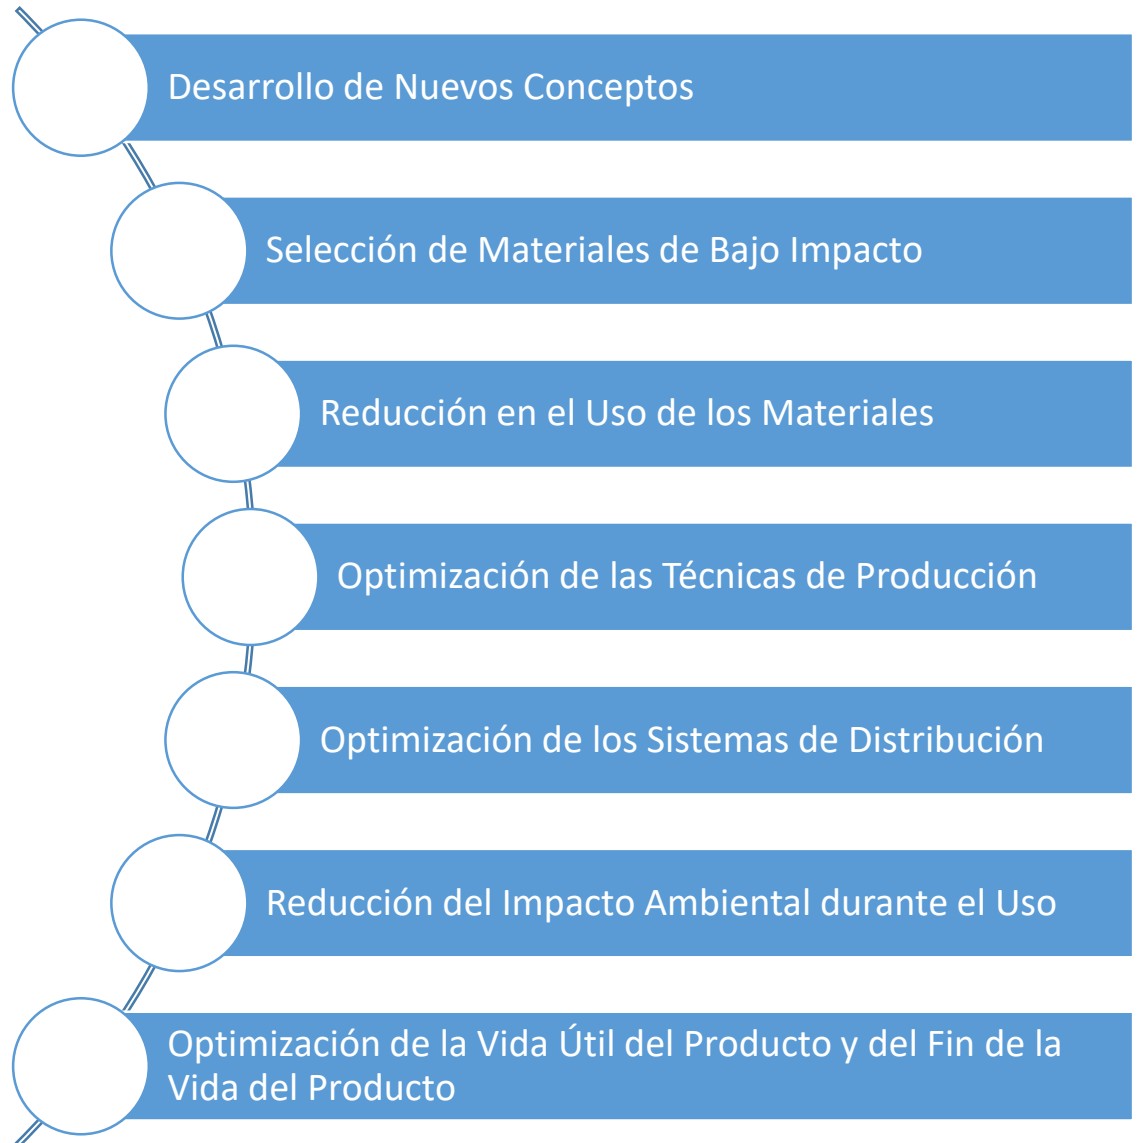 Desarrollo de Nuevos Conceptos
Selección de Materiales de Bajo Impacto
Reducción en el Uso de los Materiales
Optimización de las Técnicas de Producción
Optimización de los Sistemas de Distribución
Reducción del Impacto Ambiental durante el Uso
Optimización de la Vida Útil del Producto y del Fin de la
Vida del Producto